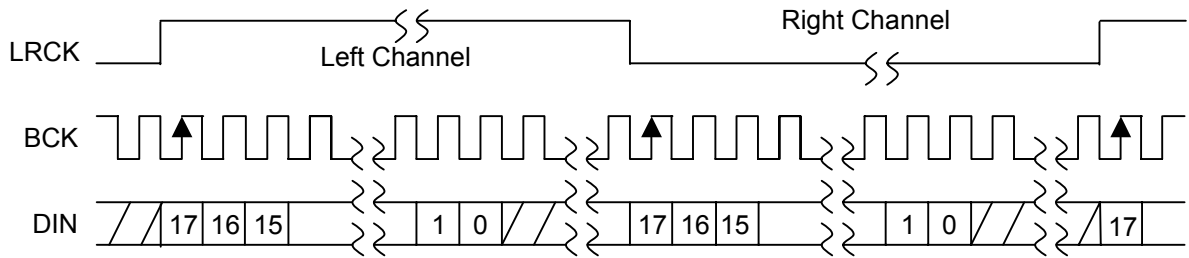 Right Channel
LRCK
Left Channel
BCK
DIN 17 16 15 1 0 17 16 15 1 0 17